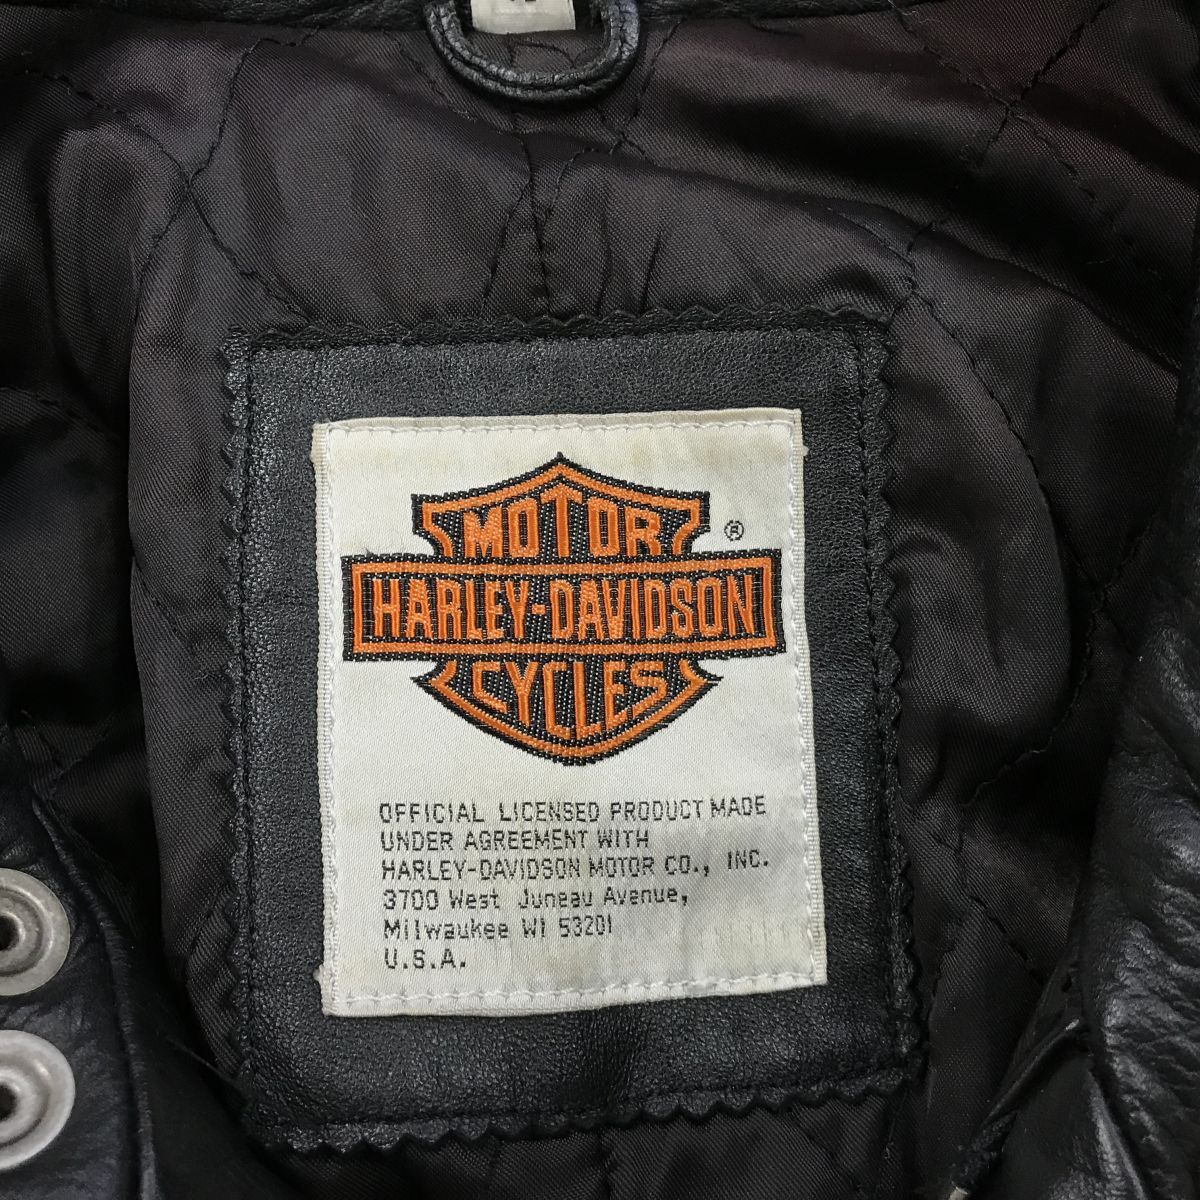 MOTOR
®
HARLEY-DAVIDSON
CYCLES
OFFICIAL LICENSED PRODUCT MADE
UNDER AGREEMENT WITH
HARLEY-DAVIDSON MOTOR CO., INC.
3700 West Juneau Avenue,
Milwaukee WI 53201
U.S.A.